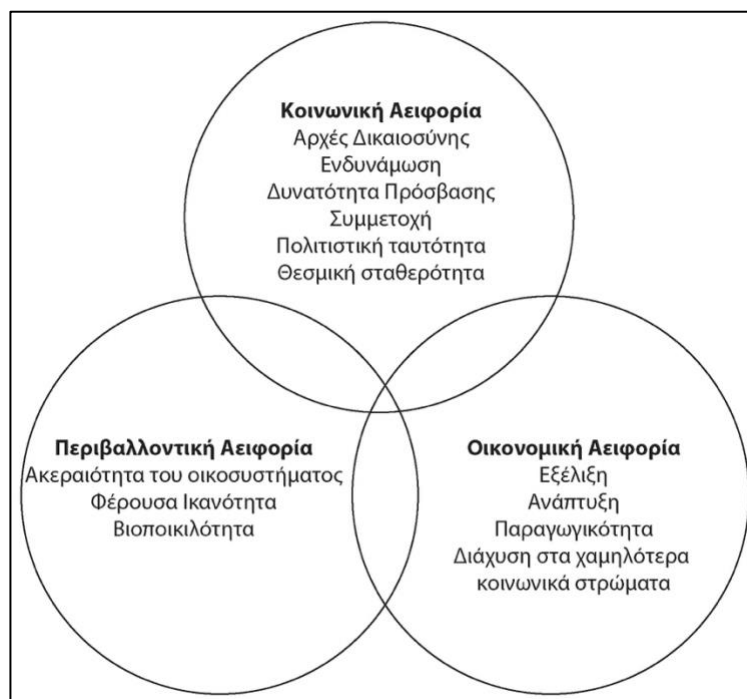 Κοινωνική Αειφορία
Αρχές Δικαιοσύνης
Ενδυνάμωση
Δυνατότητα Πρόσβασης
Συμμετοχή
Πολιτιστική ταυτότητα
Θεσμική σταθερότητα
Περιβαλλοντική Αειφορία
Ακεραιότητα του οικοσυστήματος
Φέρουσα Ικανότητα
Βιοποικιλότητα
Οικονομική Αειφορία
Εξέλιξη
Ανάπτυξη
Παραγωγικότητα
Διάχυση στα χαμηλότερα
κοινωνικά στρώματα